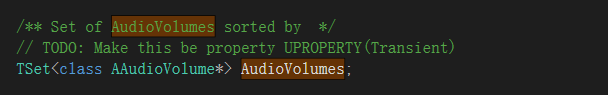 /** Set of AudioVolumes sorted by  */
// TODO: Make this be property UPROPERTY(Transient)
TSet<class AAudioVolume*> AudioVolumes;